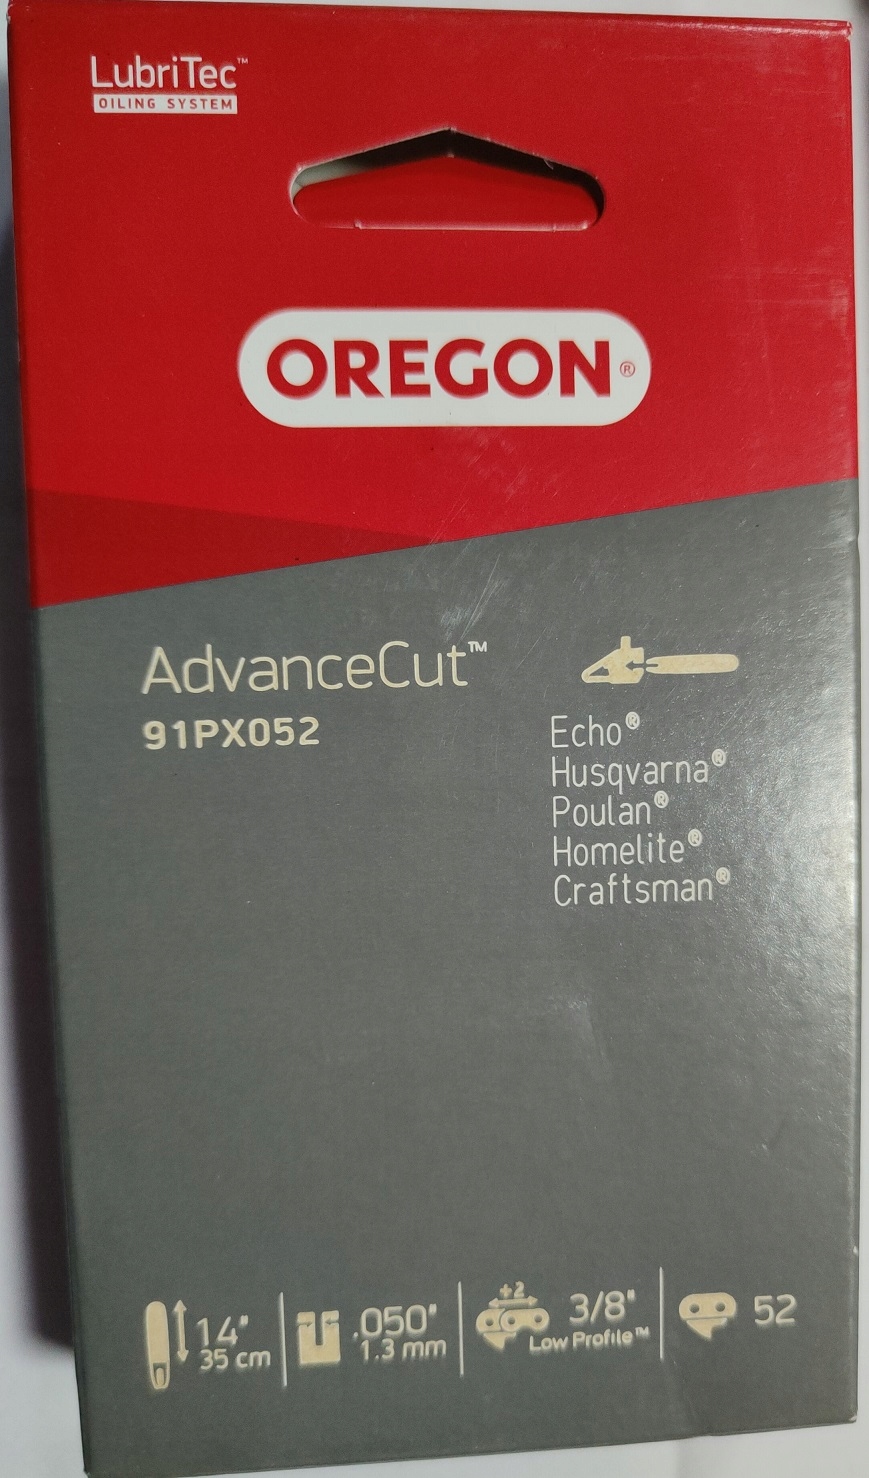 LubriTec™
OILING SYSTEM
OREGON®
AdvanceCut™
91PX052
Echo®
Husqvarna®
Poulan®
Homelite®
Craftsman®
14"
35 cm
.050"
1.3 mm
+2
3/8"
Low Profile™
52